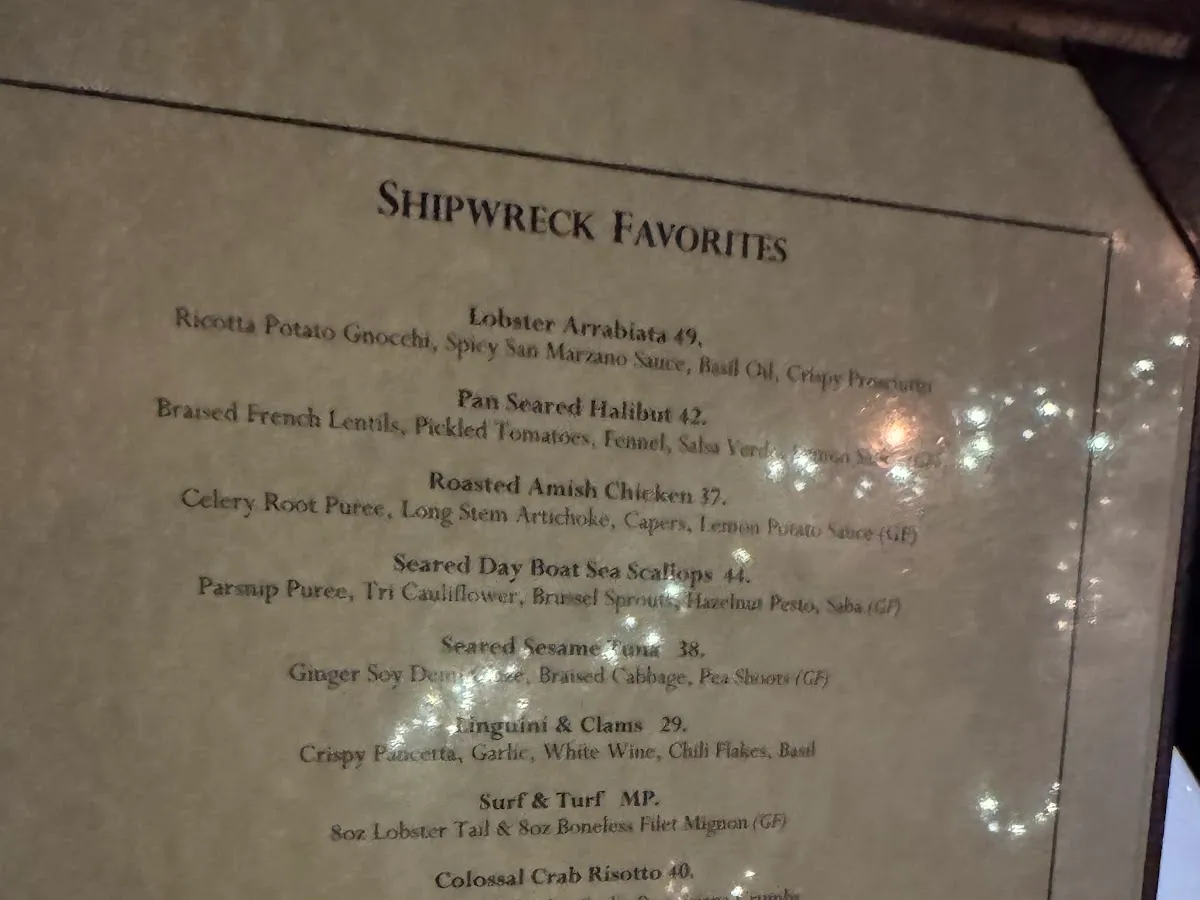 SHIPWRECK FAVORITES
Lobster Arrabiata 49.
Ricotta Potato Gnocchi, Spicy San Marzano Sauce, Basil Oil, Crispy Prosciutto
Pan Seared Halibut 42.
Braised French Lentils, Pickled Tomatoes, Fennel, Salsa Verde,
Roasted Amish Chicken 37.
Celery Root Puree, Long Stem Artichoke, Capers, Lemon Potato Sauce (GF)
Seared Day Boat Sea Scallops 44.
Parsnip Puree, Tri Cauliflower, Brussel Sprouts, Hazelnut Pesto, Saba (GF)
Seared Sesame Tuna 38.
Ginger Soy Braised Cabbage, Pea Shoots (GF)
Linguini & Clams 29.
Crispy Pancetta, Garlic, White Wine, Chili Flakes, Basil
Surf & Turf MP.
8oz Lobster Tail & 8oz Boneless Filet Mignon (GF)
Colossal Crab Risotto 40.